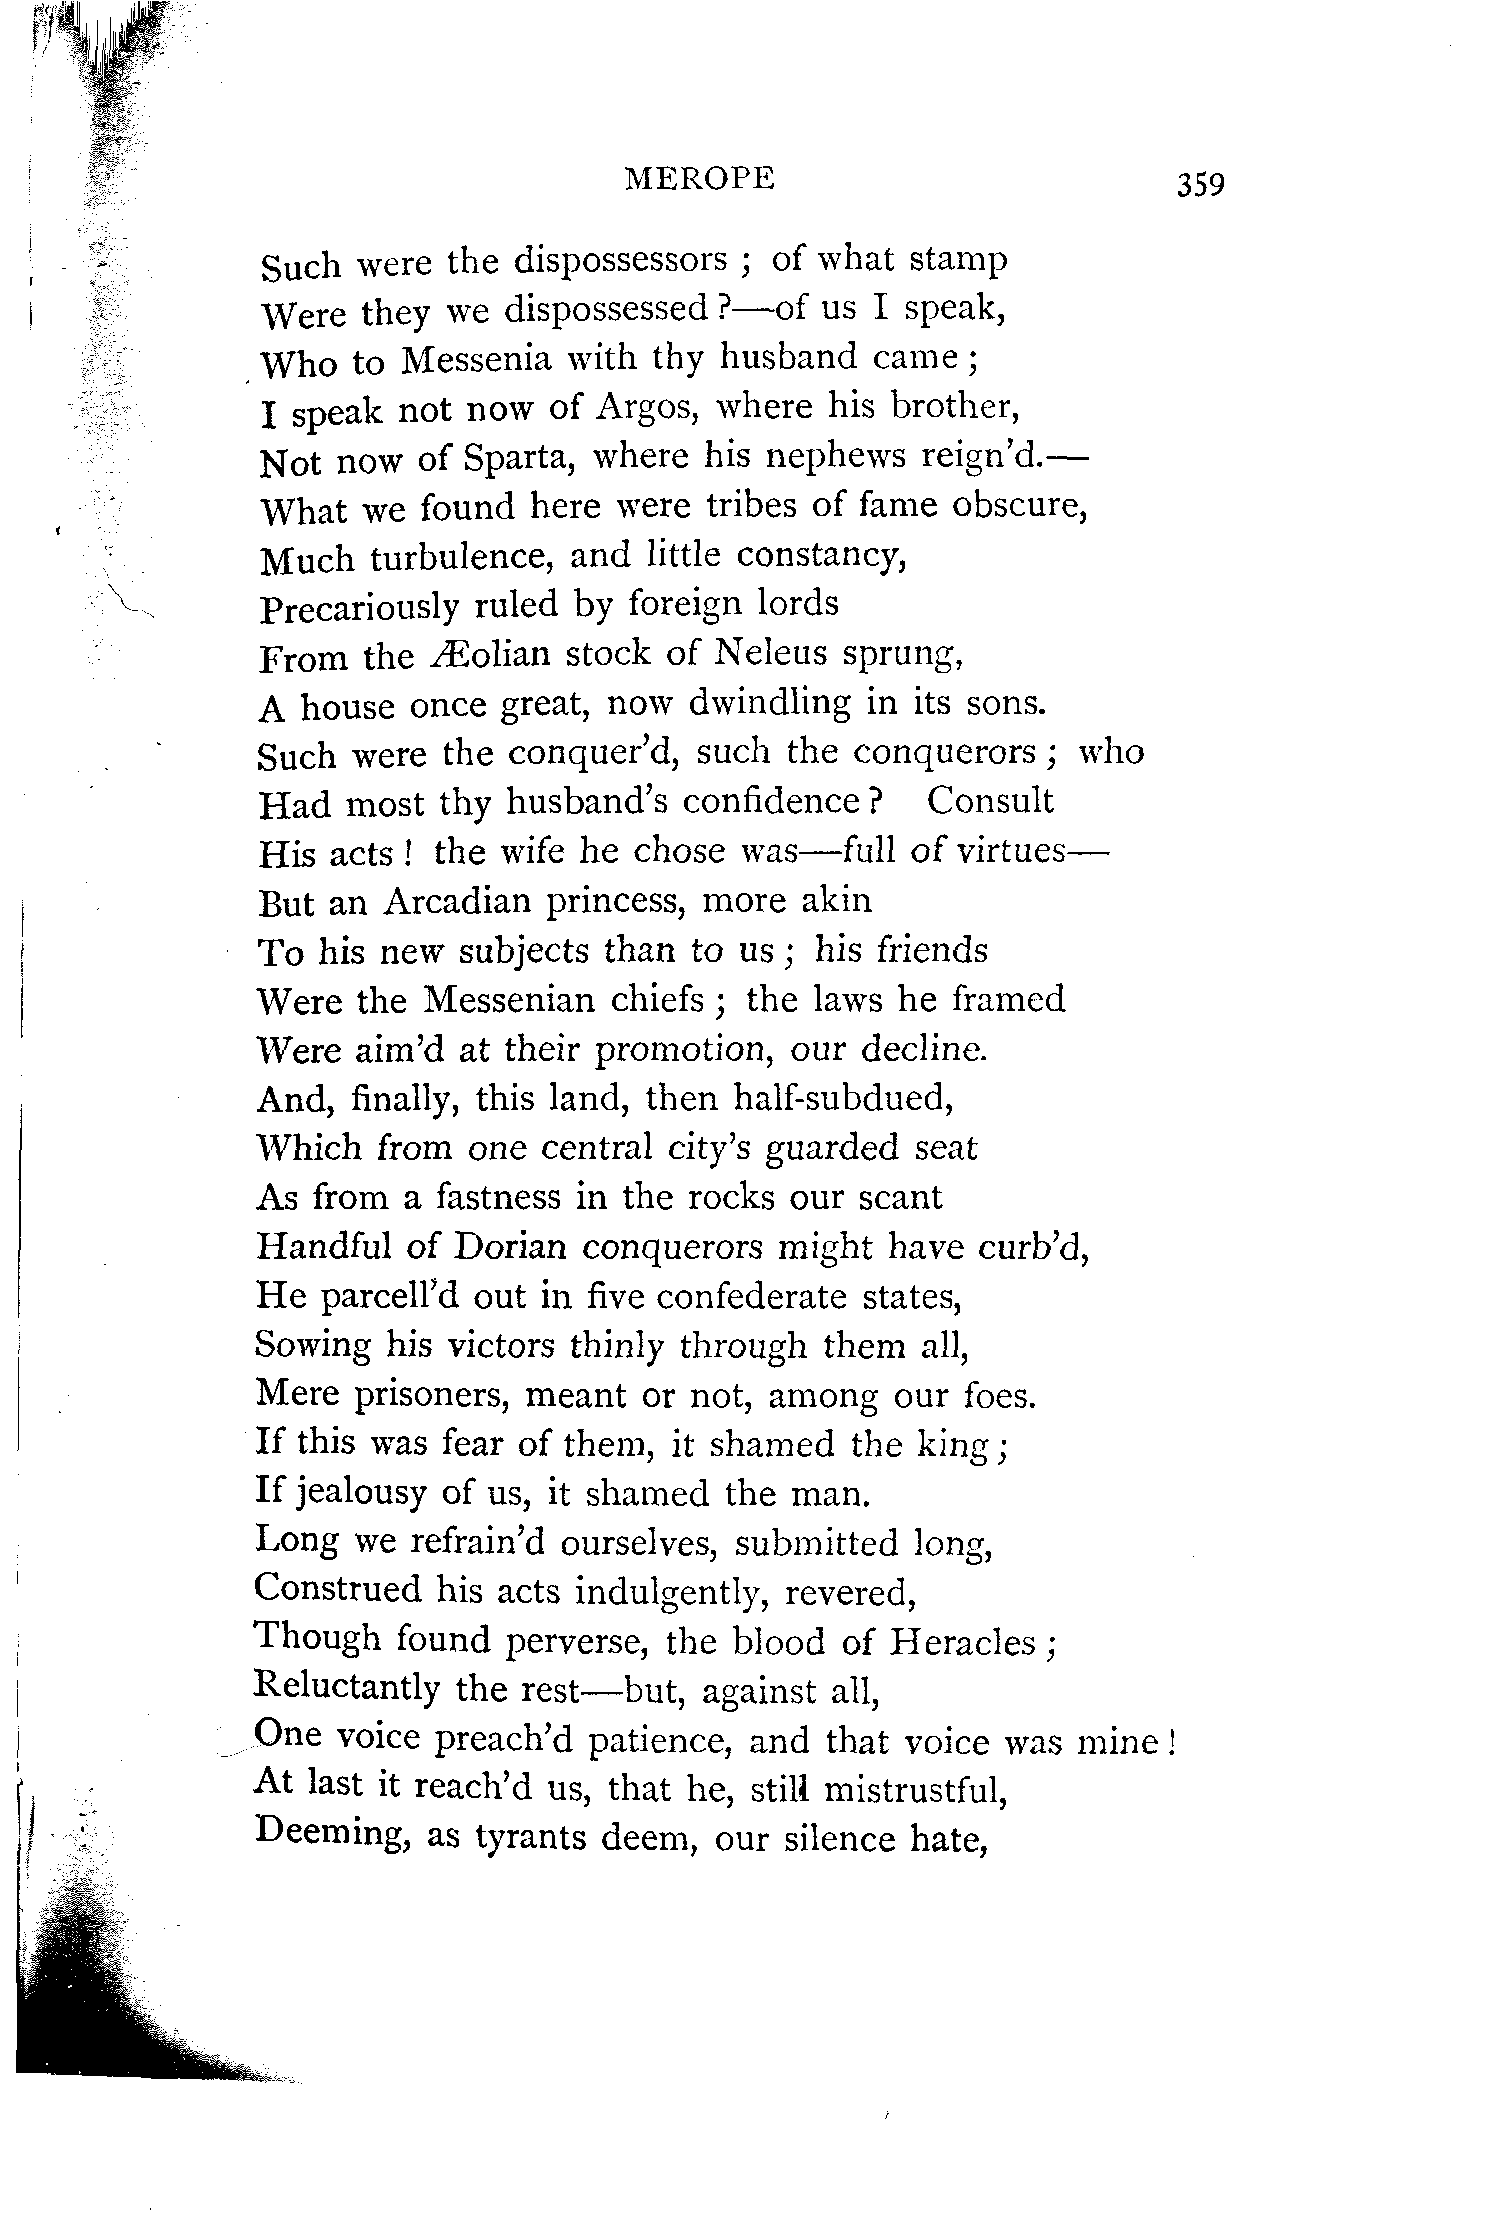 MEROPE 359
Such were the dispossessors ; of what stamp
Were they we dispossessed ?—of us I speak,
Who to Messenia with thy husband came ;
I speak not now of Argos, where his brother,
Not now of Sparta, where his nephews reign'd.—
What we found here were tribes of fame obscure,
Much turbulence, and little constancy,
Precariously ruled by foreign lords
From the Æolian stock of Neleus sprung,
A house once great, now dwindling in its sons.
Such were the conquer'd, such the conquerors ; who
Had most thy husband's confidence ? Consult
His acts ! the wife he chose was—full of virtues—
But an Arcadian princess, more akin
To his new subjects than to us ; his friends
Were the Messenian chiefs ; the laws he framed
Were aim'd at their promotion, our decline.
And, finally, this land, then half-subdued,
Which from one central city's guarded seat
As from a fastness in the rocks our scant
Handful of Dorian conquerors might have curb'd,
He parcell'd out in five confederate states,
Sowing his victors thinly through them all,
Mere prisoners, meant or not, among our foes.
If this was fear of them, it shamed the king ;
If jealousy of us, it shamed the man.
Long we refrain'd ourselves, submitted long,
Construed his acts indulgently, revered,
Though found perverse, the blood of Heracles ;
Reluctantly the rest—but, against all,
One voice preach'd patience, and that voice was mine !
At last it reach'd us, that he, still mistrustful,
Deeming, as tyrants deem, our silence hate,